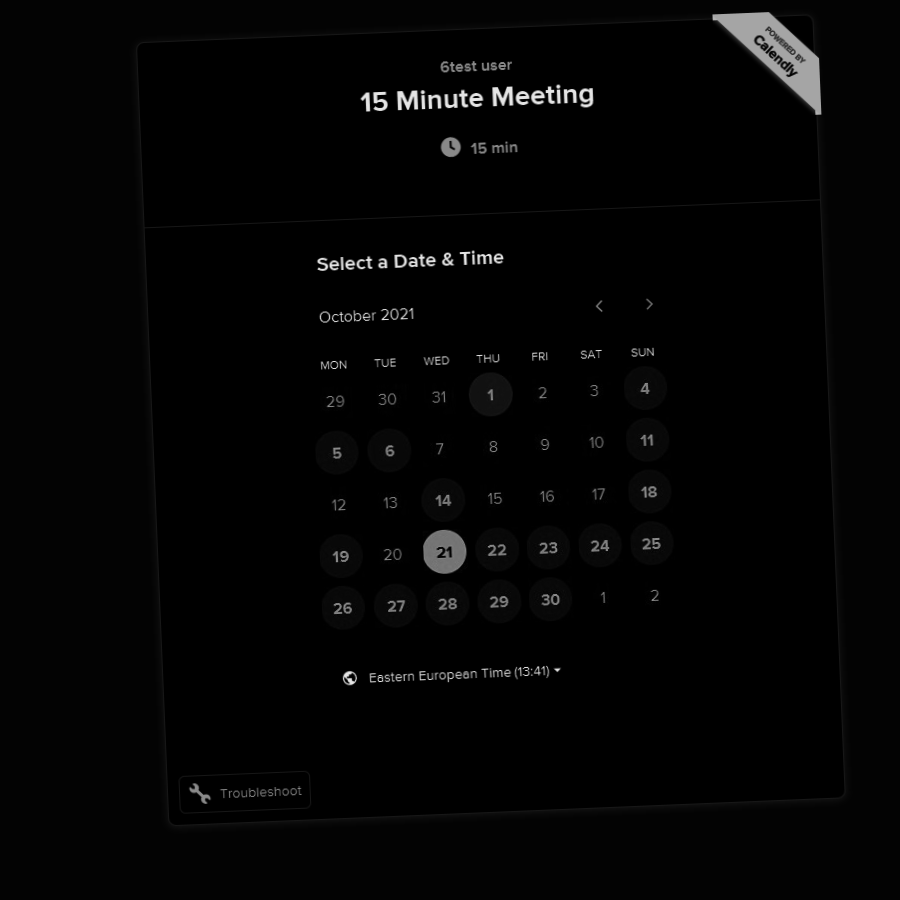 POWERED BY
Calendly
6test user
15 Minute Meeting
15 min
Select a Date & Time
October 2021
MON TUE WED THU FRI SAT SUN
29 30 31 1 2 3 4
5 6 7 8 9 10 11
12 13 14 15 16 17 18
19 20 21 22 23 24 25
26 27 28 29 30 1 2
Eastern European Time (13:41)
Troubleshoot